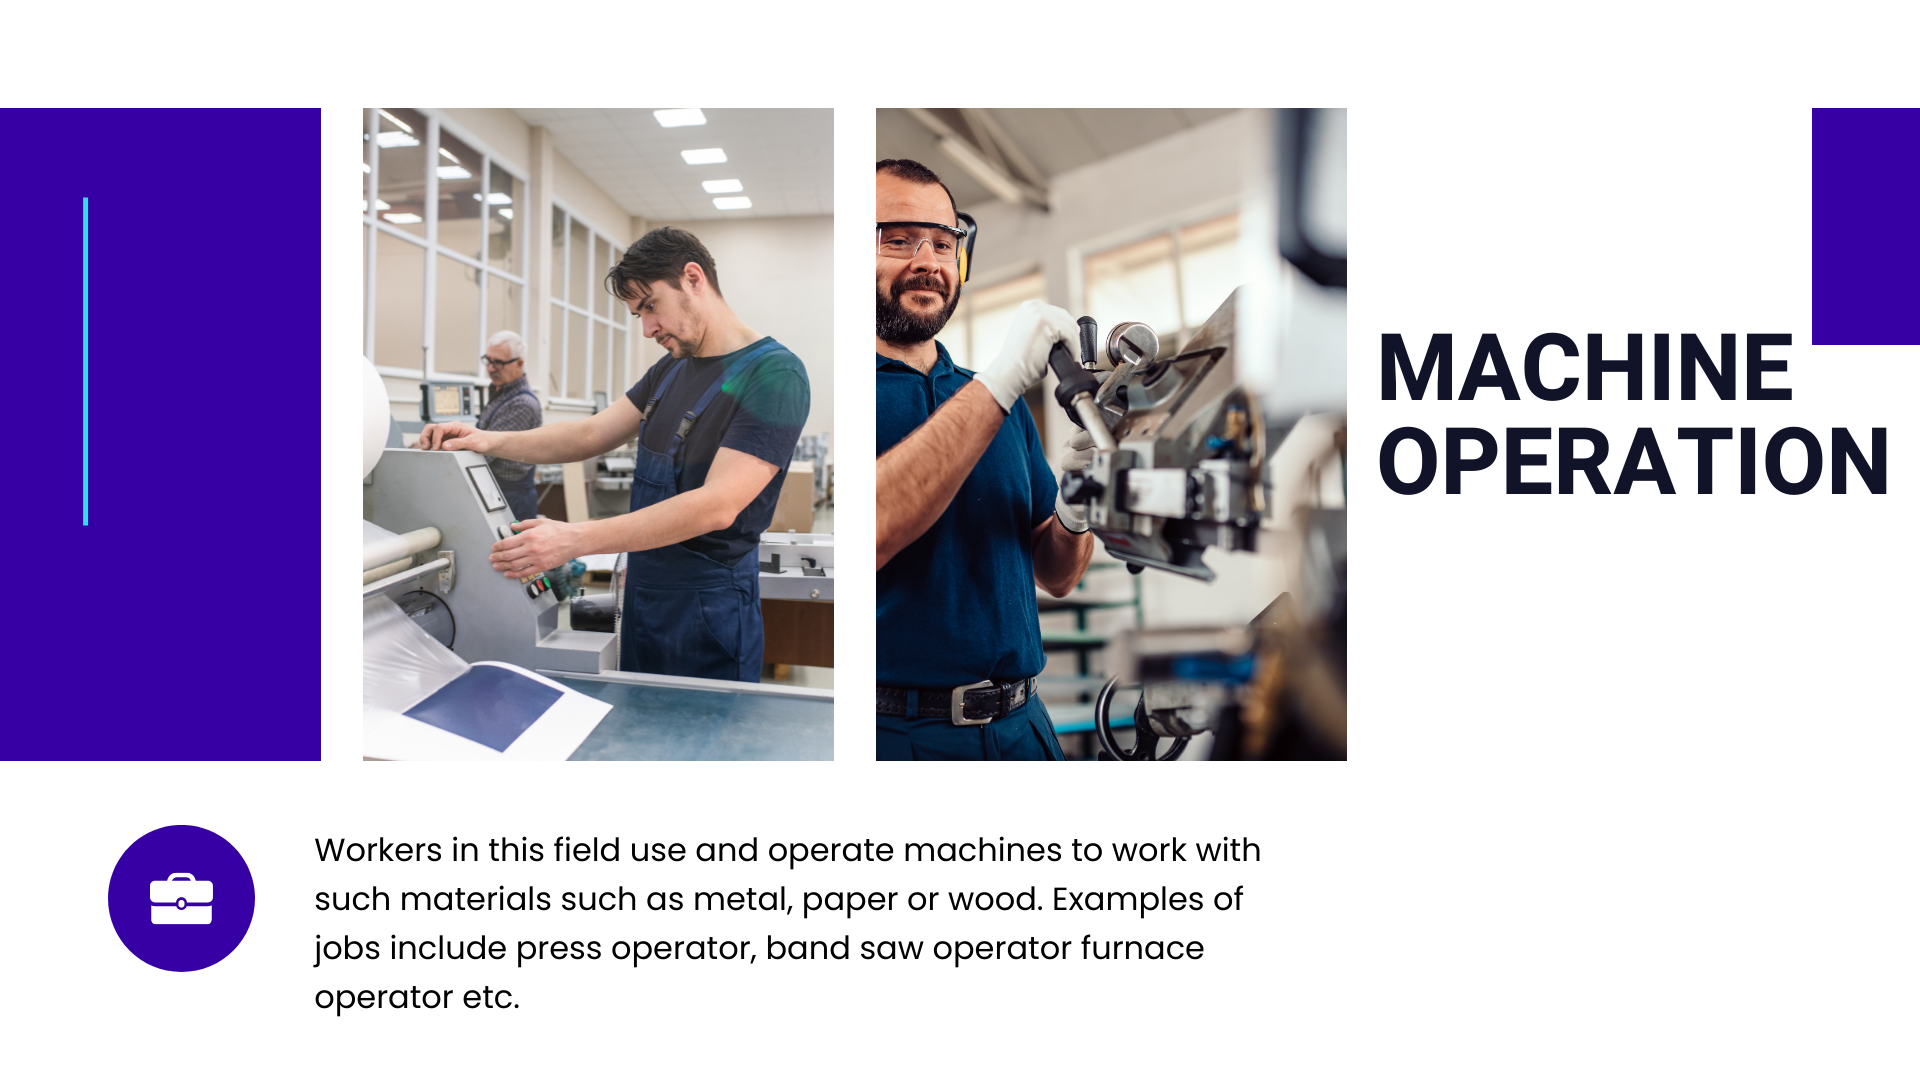 MACHINE
OPERATION
Workers in this field use and operate machines to work with
such materials such as metal, paper or wood. Examples of
jobs include press operator, band saw operator furnace
operator etc.